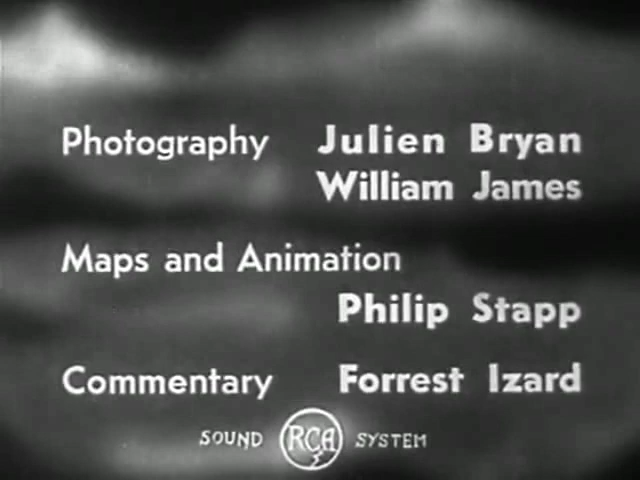 Photography Julien Bryan
William James
Maps and Animation
Philip Stapp
Commentary Forrest Izard
SOUND RCA SYSTEM